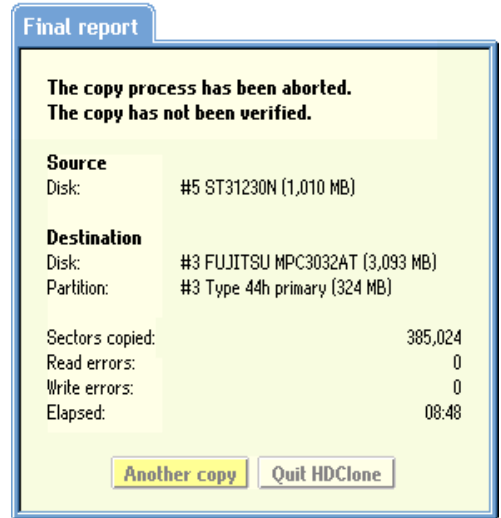 Final report
The copy process has been aborted.
The copy has not been verified.
Source
Disk: #5 ST31230N (1,010 MB)
Destination
Disk: #3 FUJITSU MPC3032AT (3,093 MB)
Partition: #3 Type 44h primary (324 MB)
Sectors copied: 385,024
Read errors: 0
Write errors: 0
Elapsed: 08:48
Another copy Quit HDClone